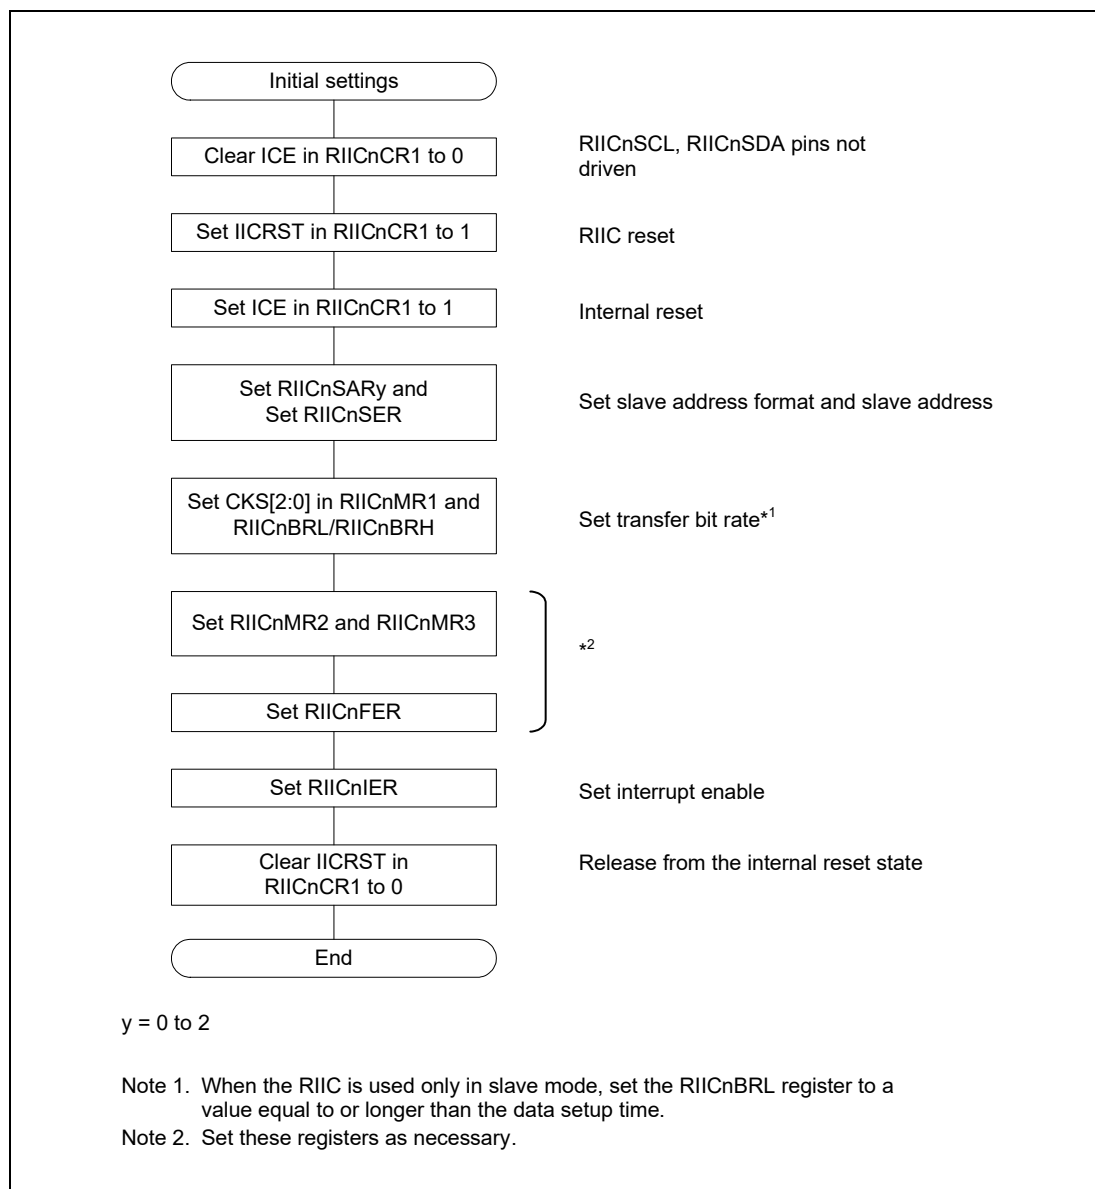 Initial settings
Clear ICE in RIICnCR1 to 0
RIICnSCL, RIICnSDA pins not
driven
Set IICRST in RIICnCR1 to 1
RIIC reset
Set ICE in RIICnCR1 to 1
Internal reset
Set RIICnSARy and
Set RIICnSER
Set slave address format and slave address
Set CKS[2:0] in RIICnMR1 and
RIICnBRL/RIICnBRH
Set transfer bit rate*1
Set RIICnMR2 and RIICnMR3
*2
Set RIICnFER
Set RIICnIER
Set interrupt enable
Clear IICRST in
RIICnCR1 to 0
Release from the internal reset state
End
y = 0 to 2
Note 1. When the RIIC is used only in slave mode, set the RIICnBRL register to a
value equal to or longer than the data setup time.
Note 2. Set these registers as necessary.